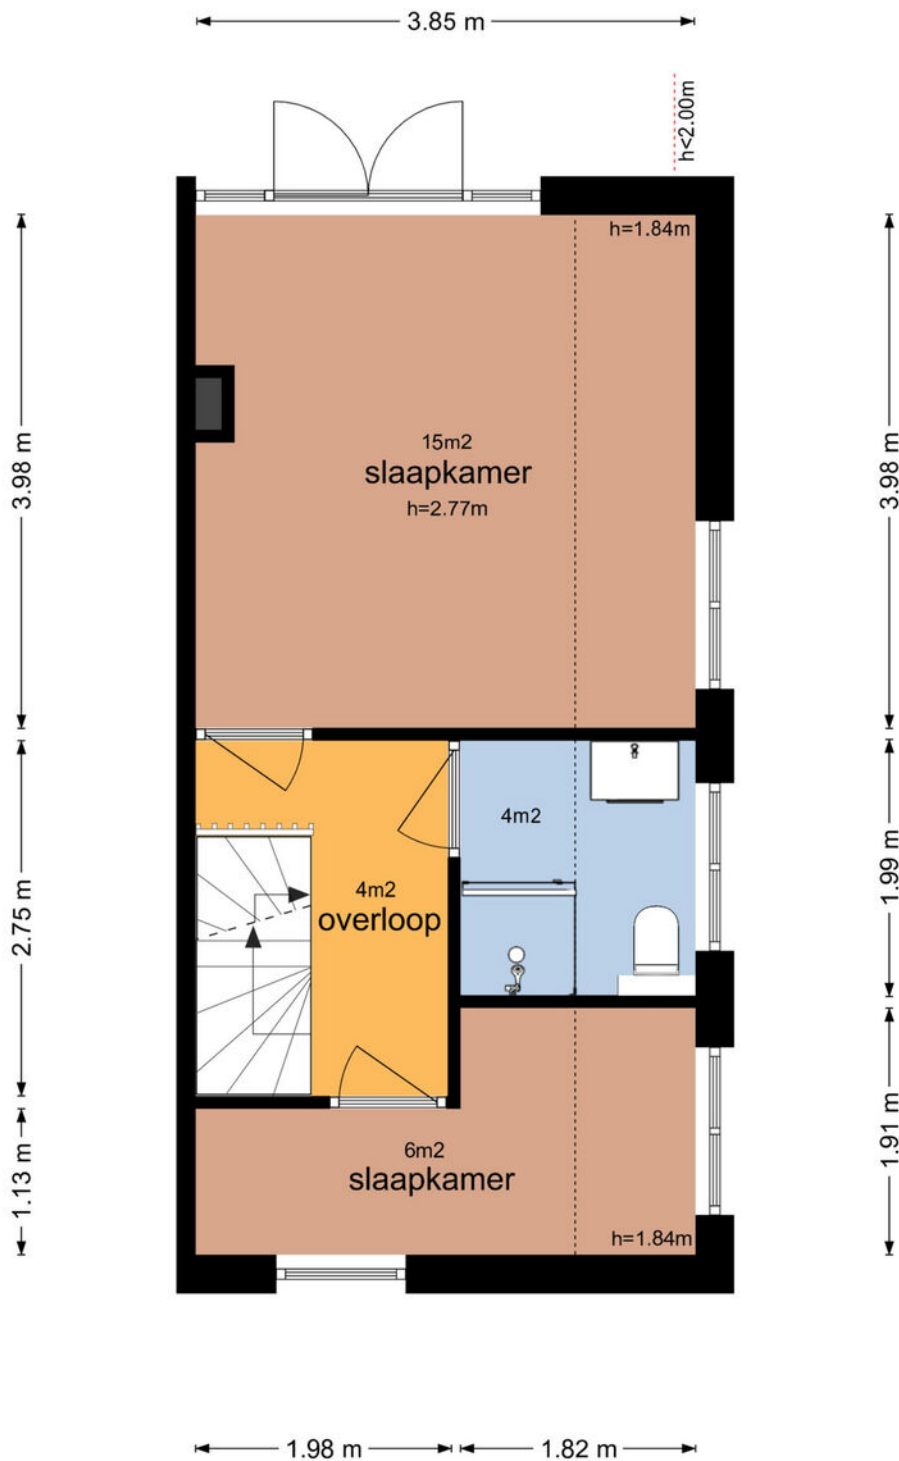 3.85 m
h<2.00m
h=1.84m
3.98 m
15m2
slaapkamer
h=2.77m
3.98 m
4m2
1.99 m
2.75 m
4m2
overloop
1.91 m
1.13 m
6m2
slaapkamer
h=1.84m
1.98 m
1.82 m